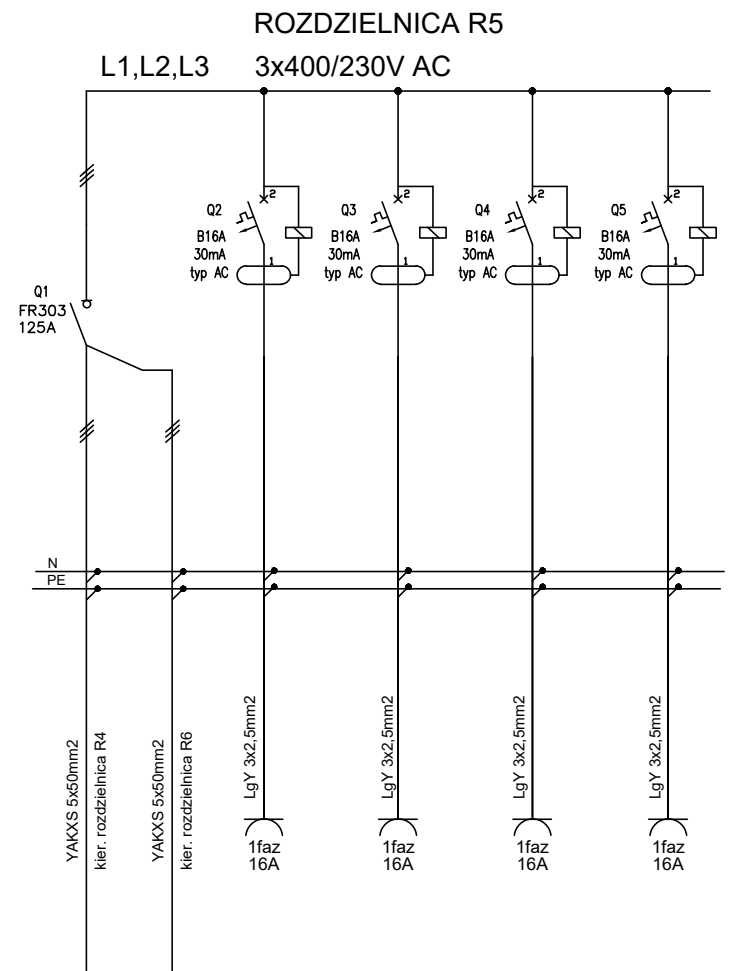 ROZDZIELNICA R5
L1,L2,L3 3x400/230V AC
Q1
FR303
125A
2
Q2
B16A
30mA
typ AC
1
2
Q3
B16A
30mA
typ AC
1
2
Q4
B16A
30mA
typ AC
1
2
Q5
B16A
30mA
typ AC
1
N
PE
YAKXS 5x50mm2
kier. rozdzielnica R4
YAKXS 5x50mm2
kier. rozdzielnica R6
LgY 3x2,5mm2
LgY 3x2,5mm2
LgY 3x2,5mm2
LgY 3x2,5mm2
1faz
16A
1faz
16A
1faz
16A
1faz
16A